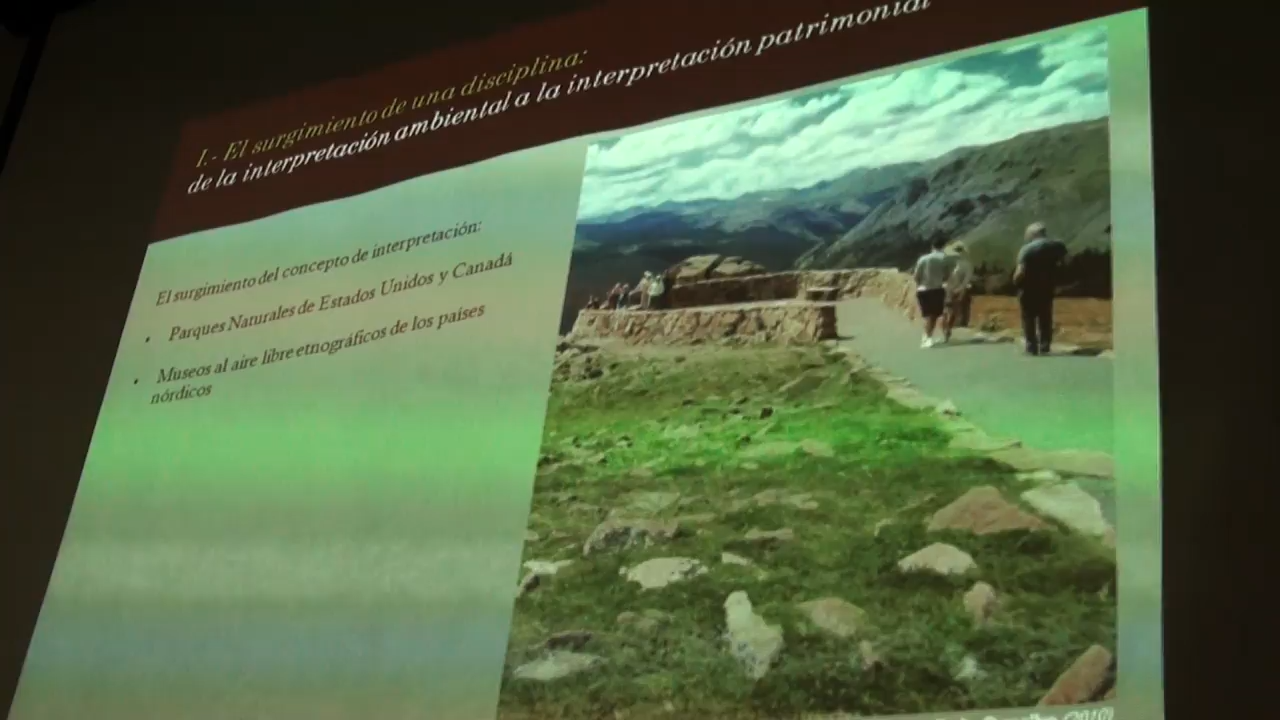 I.- El surgimiento de una disciplina:
de la interpretación ambiental a la interpretación patrimonial
El surgimiento del concepto de interpretación:
• Parques Naturales de Estados Unidos y Canadá
• Museos al aire libre etnográficos de los países
nórdicos